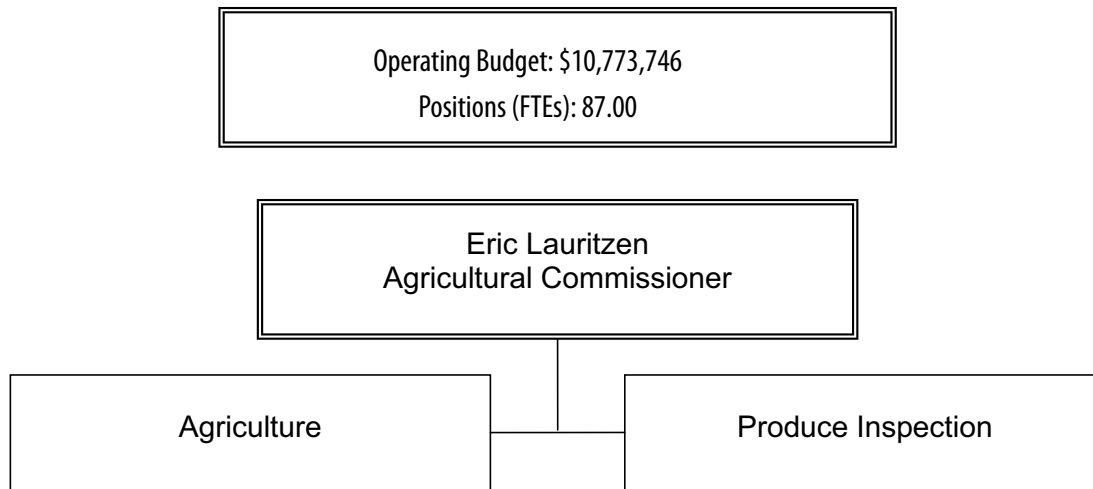 Operating Budget: $10,773,746
Positions (FTEs): 87.00
Eric Lauritzen
Agricultural Commissioner
Agriculture
Produce Inspection